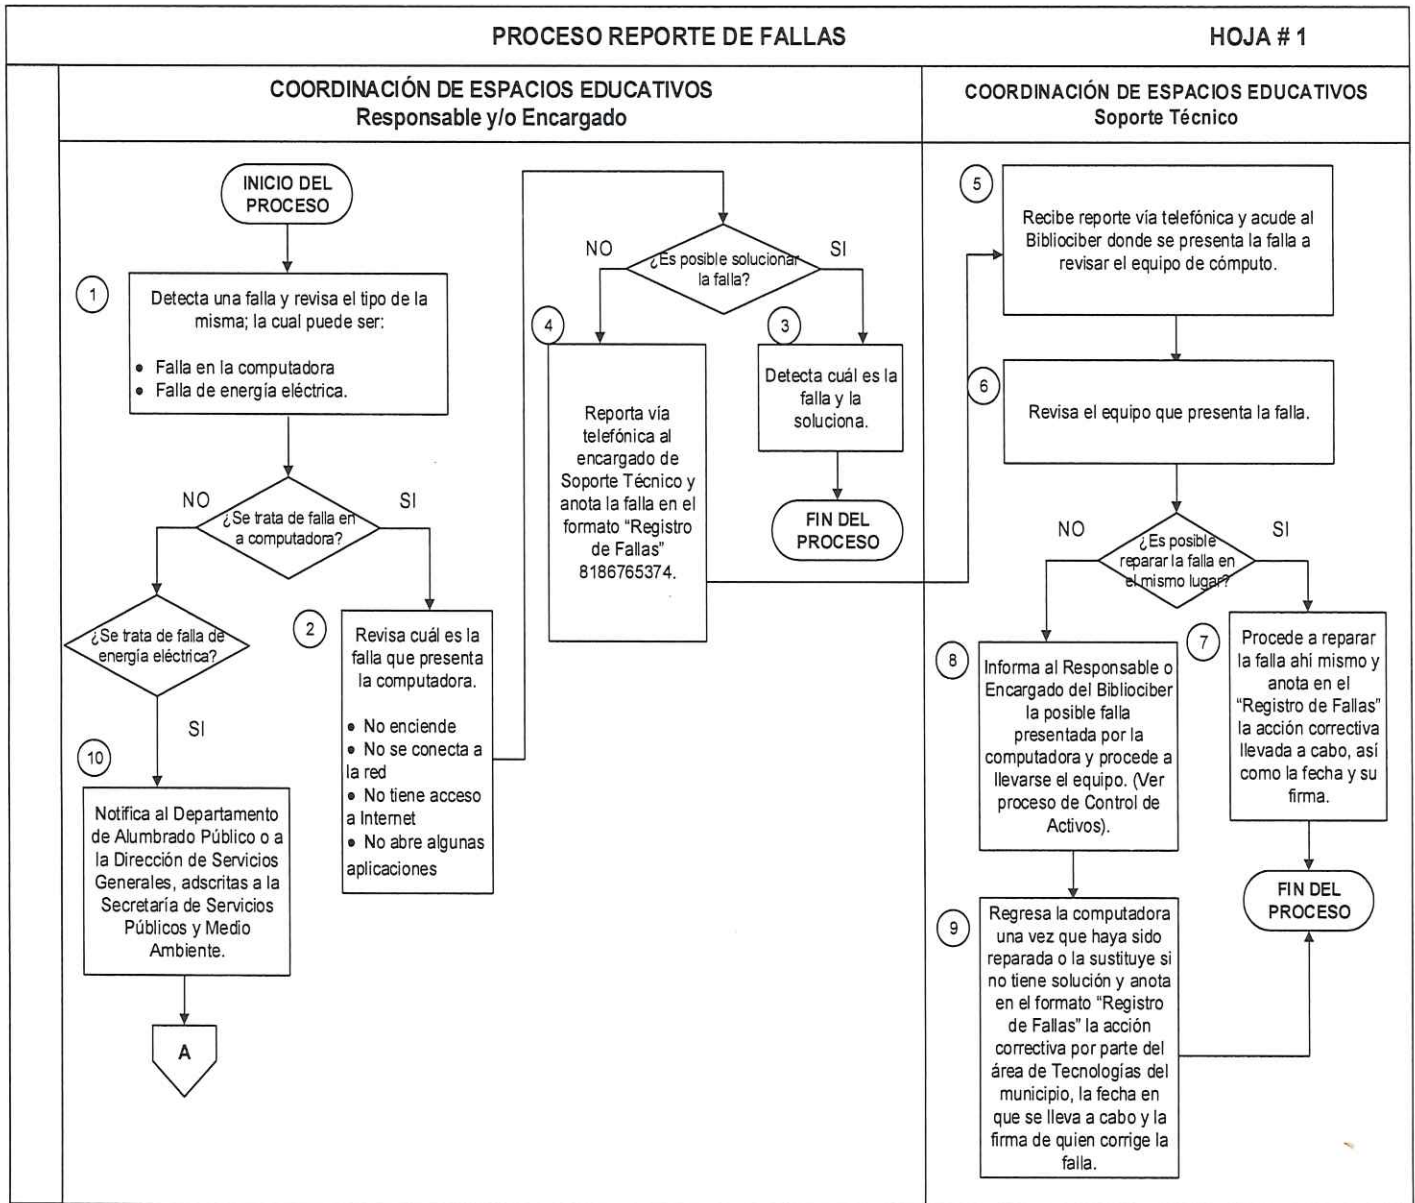 PROCESO REPORTE DE FALLAS
HOJA # 1
COORDINACIÓN DE ESPACIOS EDUCATIVOS
Responsable y/o Encargado
COORDINACIÓN DE ESPACIOS EDUCATIVOS
Soporte Técnico
INICIO DEL
PROCESO
1
Detecta una falla y revisa el tipo de la
misma; la cual puede ser:
• Falla en la computadora
• Falla de energía eléctrica.
NO
SI
¿Se trata de falla en
a computadora?
¿Se trata de falla de
energía eléctrica?
SI
10
Notifica al Departamento
de Alumbrado Público o a
la Dirección de Servicios
Generales, adscritas a la
Secretaría de Servicios
Públicos y Medio
Ambiente.
A
2
Revisa cuál es la
falla que presenta
la computadora.
• No enciende
• No se conecta a
la red
• No tiene acceso
a Internet
• No abre algunas
aplicaciones
NO
SI
¿Es posible solucionar
la falla?
4
Reporta vía
telefónica al
encargado de
Soporte Técnico y
anota la falla en el
formato “Registro
de Fallas”
8186765374.
3
Detecta cuál es la
falla y la
soluciona.
FIN DEL
PROCESO
5
Recibe reporte vía telefónica y acude al
Bibliociber donde se presenta la falla a
revisar el equipo de cómputo.
6
Revisa el equipo que presenta la falla.
NO
SI
¿Es posible
reparar la falla en
el mismo lugar?
8
Informa al Responsable o
Encargado del Bibliociber
la posible falla
presentada por la
computadora y procede a
llevarse el equipo. (Ver
proceso de Control de
Activos).
7
Procede a reparar
la falla ahí mismo y
anota en el
“Registro de Fallas”
la acción correctiva
llevada a cabo, así
como la fecha y su
firma.
FIN DEL
PROCESO
9
Regresa la computadora
una vez que haya sido
reparada o la sustituye si
no tiene solución y anota
en el formato “Registro
de Fallas” la acción
correctiva por parte del
área de Tecnologías del
municipio, la fecha en
que se lleva a cabo y la
firma de quien corrige la
falla.